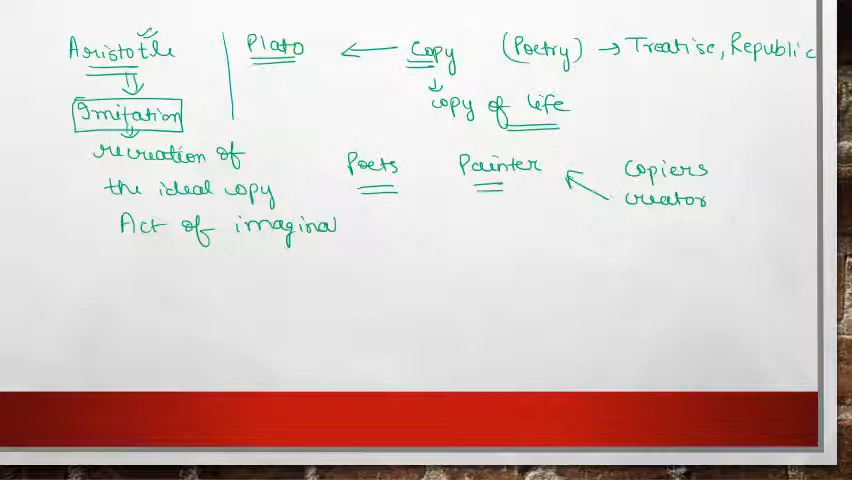 Aristotle | Plato ← Copy (Poetry) → Treatise, Republic
Imitation
copy of life
recreation of
the ideal copy
Poets Painter Copiers
creator
Act of imagina